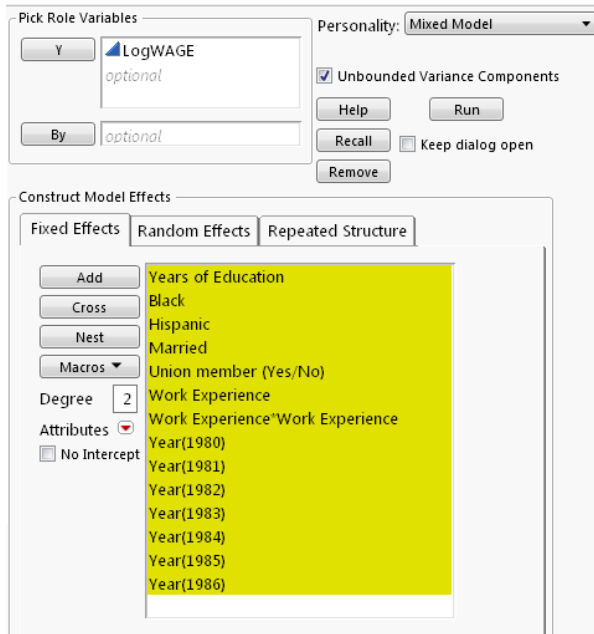 Pick Role Variables
Personality: Mixed Model
Y
LogWAGE
optional
Unbounded Variance Components
Help
Run
By
optional
Recall
Keep dialog open
Remove
Construct Model Effects
Fixed Effects
Random Effects
Repeated Structure
Add
Cross
Nest
Macros
Degree 2
Attributes
No Intercept
Years of Education
Black
Hispanic
Married
Union member (Yes/No)
Work Experience
Work Experience*Work Experience
Year(1980)
Year(1981)
Year(1982)
Year(1983)
Year(1984)
Year(1985)
Year(1986)